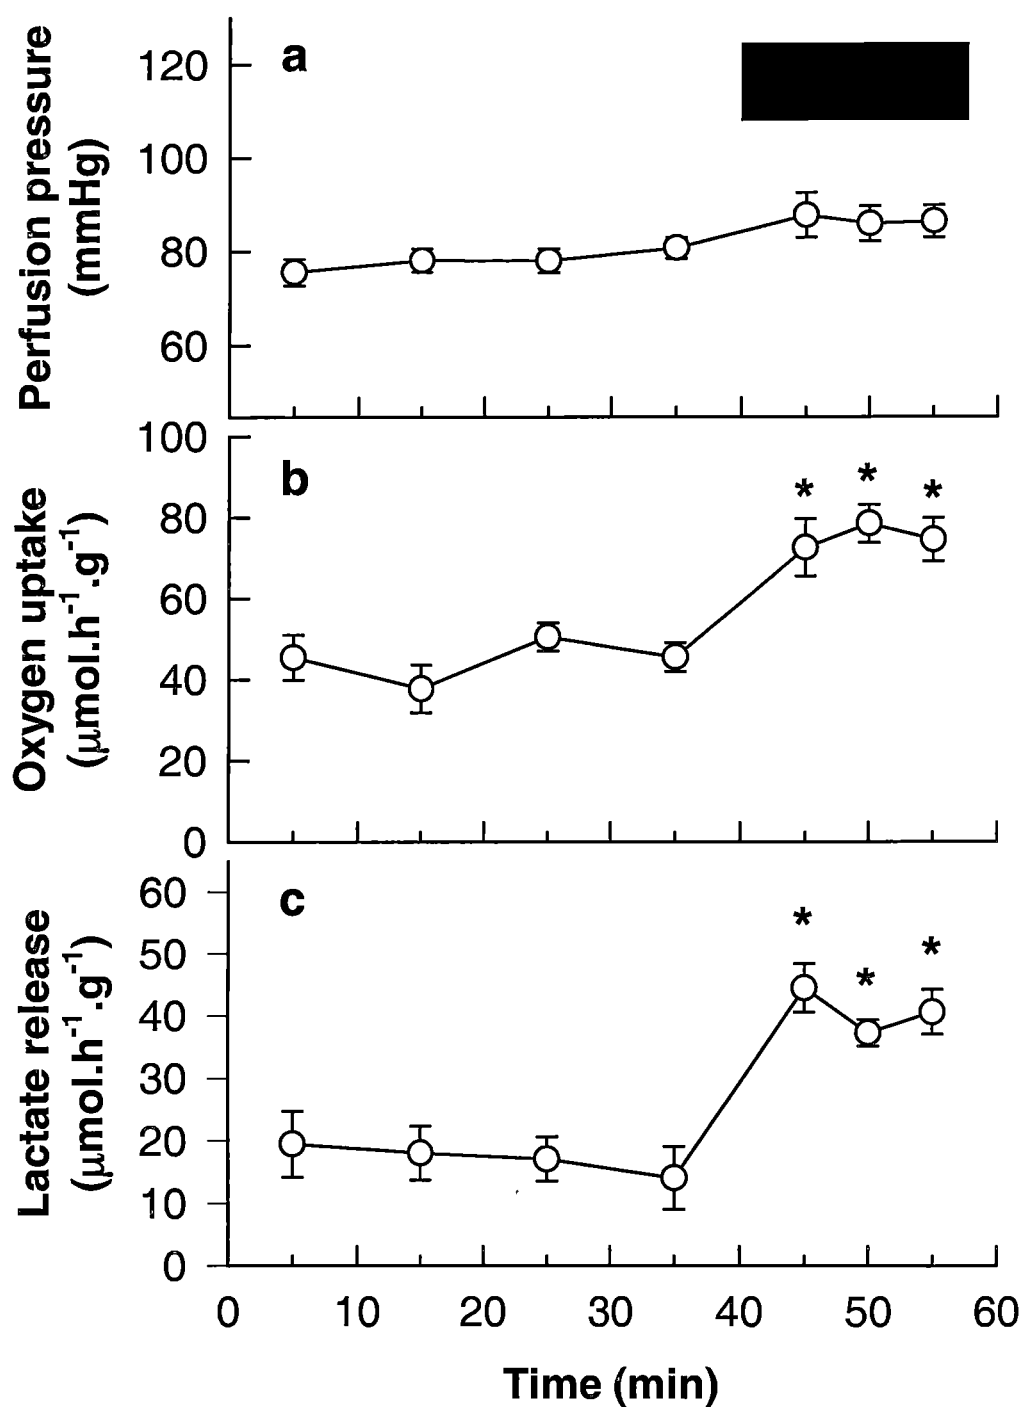 Perfusion pressure
(mmHg)
120
100
80
60
a
Oxygen uptake
(μmol.h⁻¹.g⁻¹)
100
80
60
40
20
0
b
*
*
*
Lactate release
(μmol.h⁻¹.g⁻¹)
60
50
40
30
20
10
0
c
*
*
*
0 10 20 30 40 50 60
Time (min)